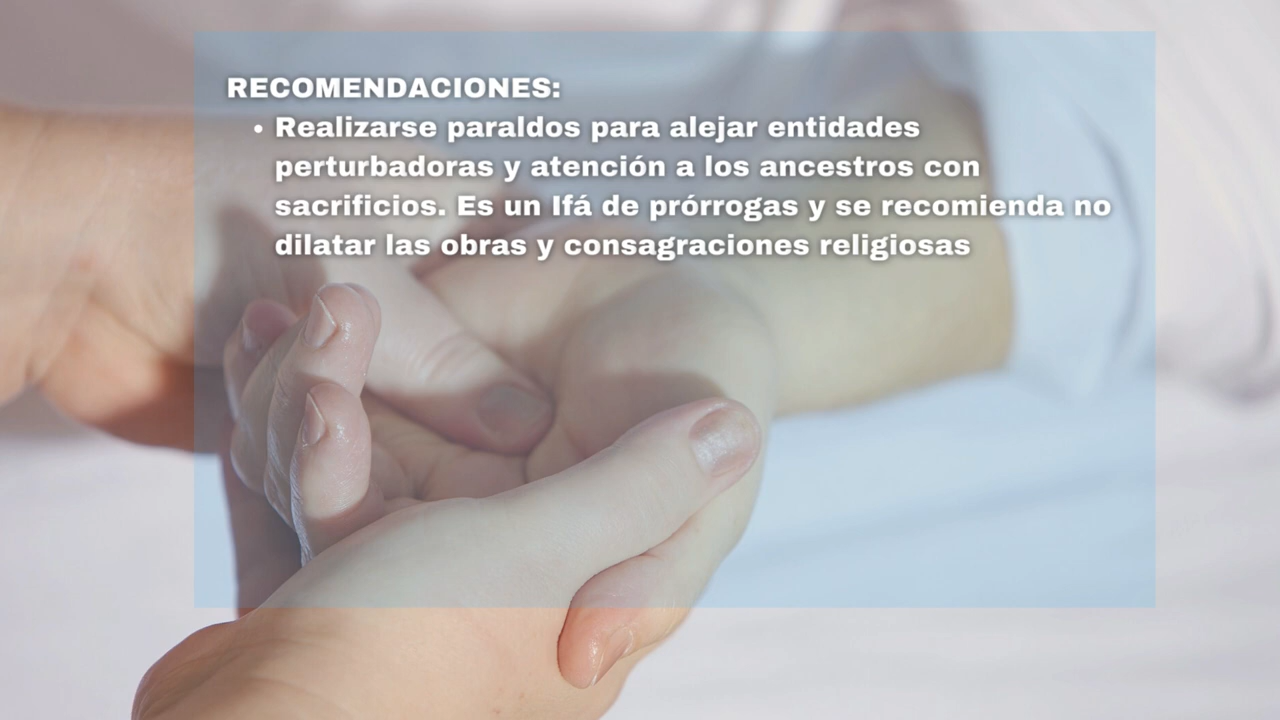 RECOMENDACIONES:
• Realizarse paraldos para alejar entidades
perturbadoras y atención a los ancestros con
sacrificios. Es un Ifá de prórrogas y se recomienda no
dilatar las obras y consagraciones religiosas